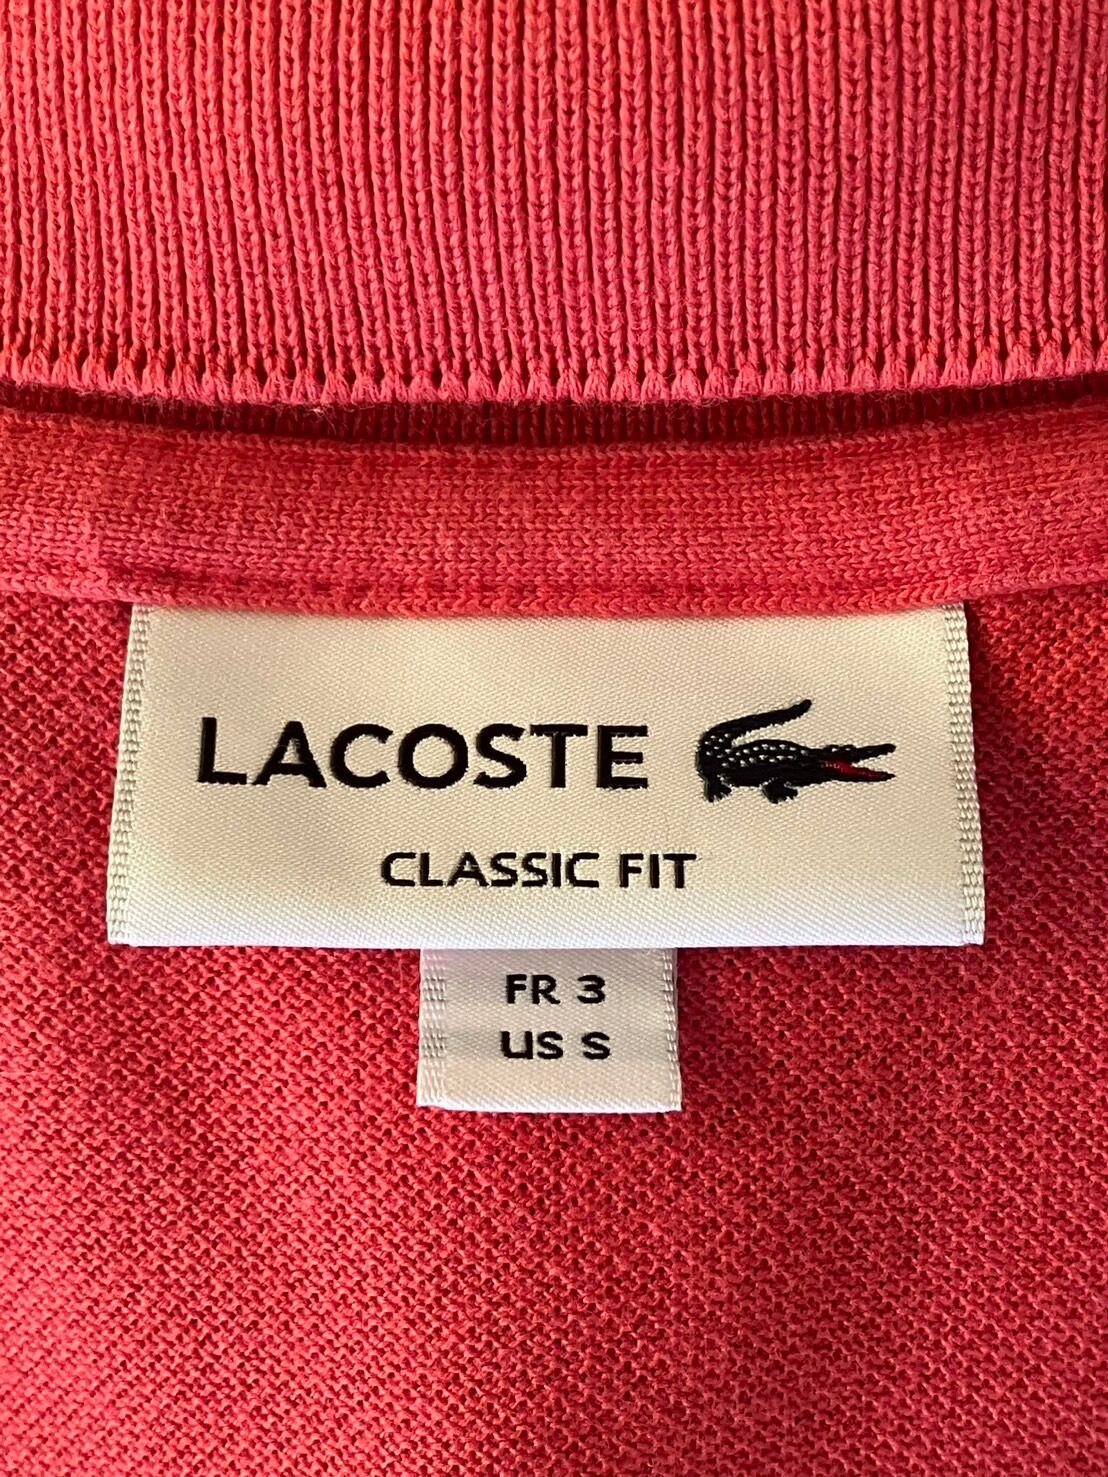 LACOSTE
CLASSIC FIT
FR 3
US S